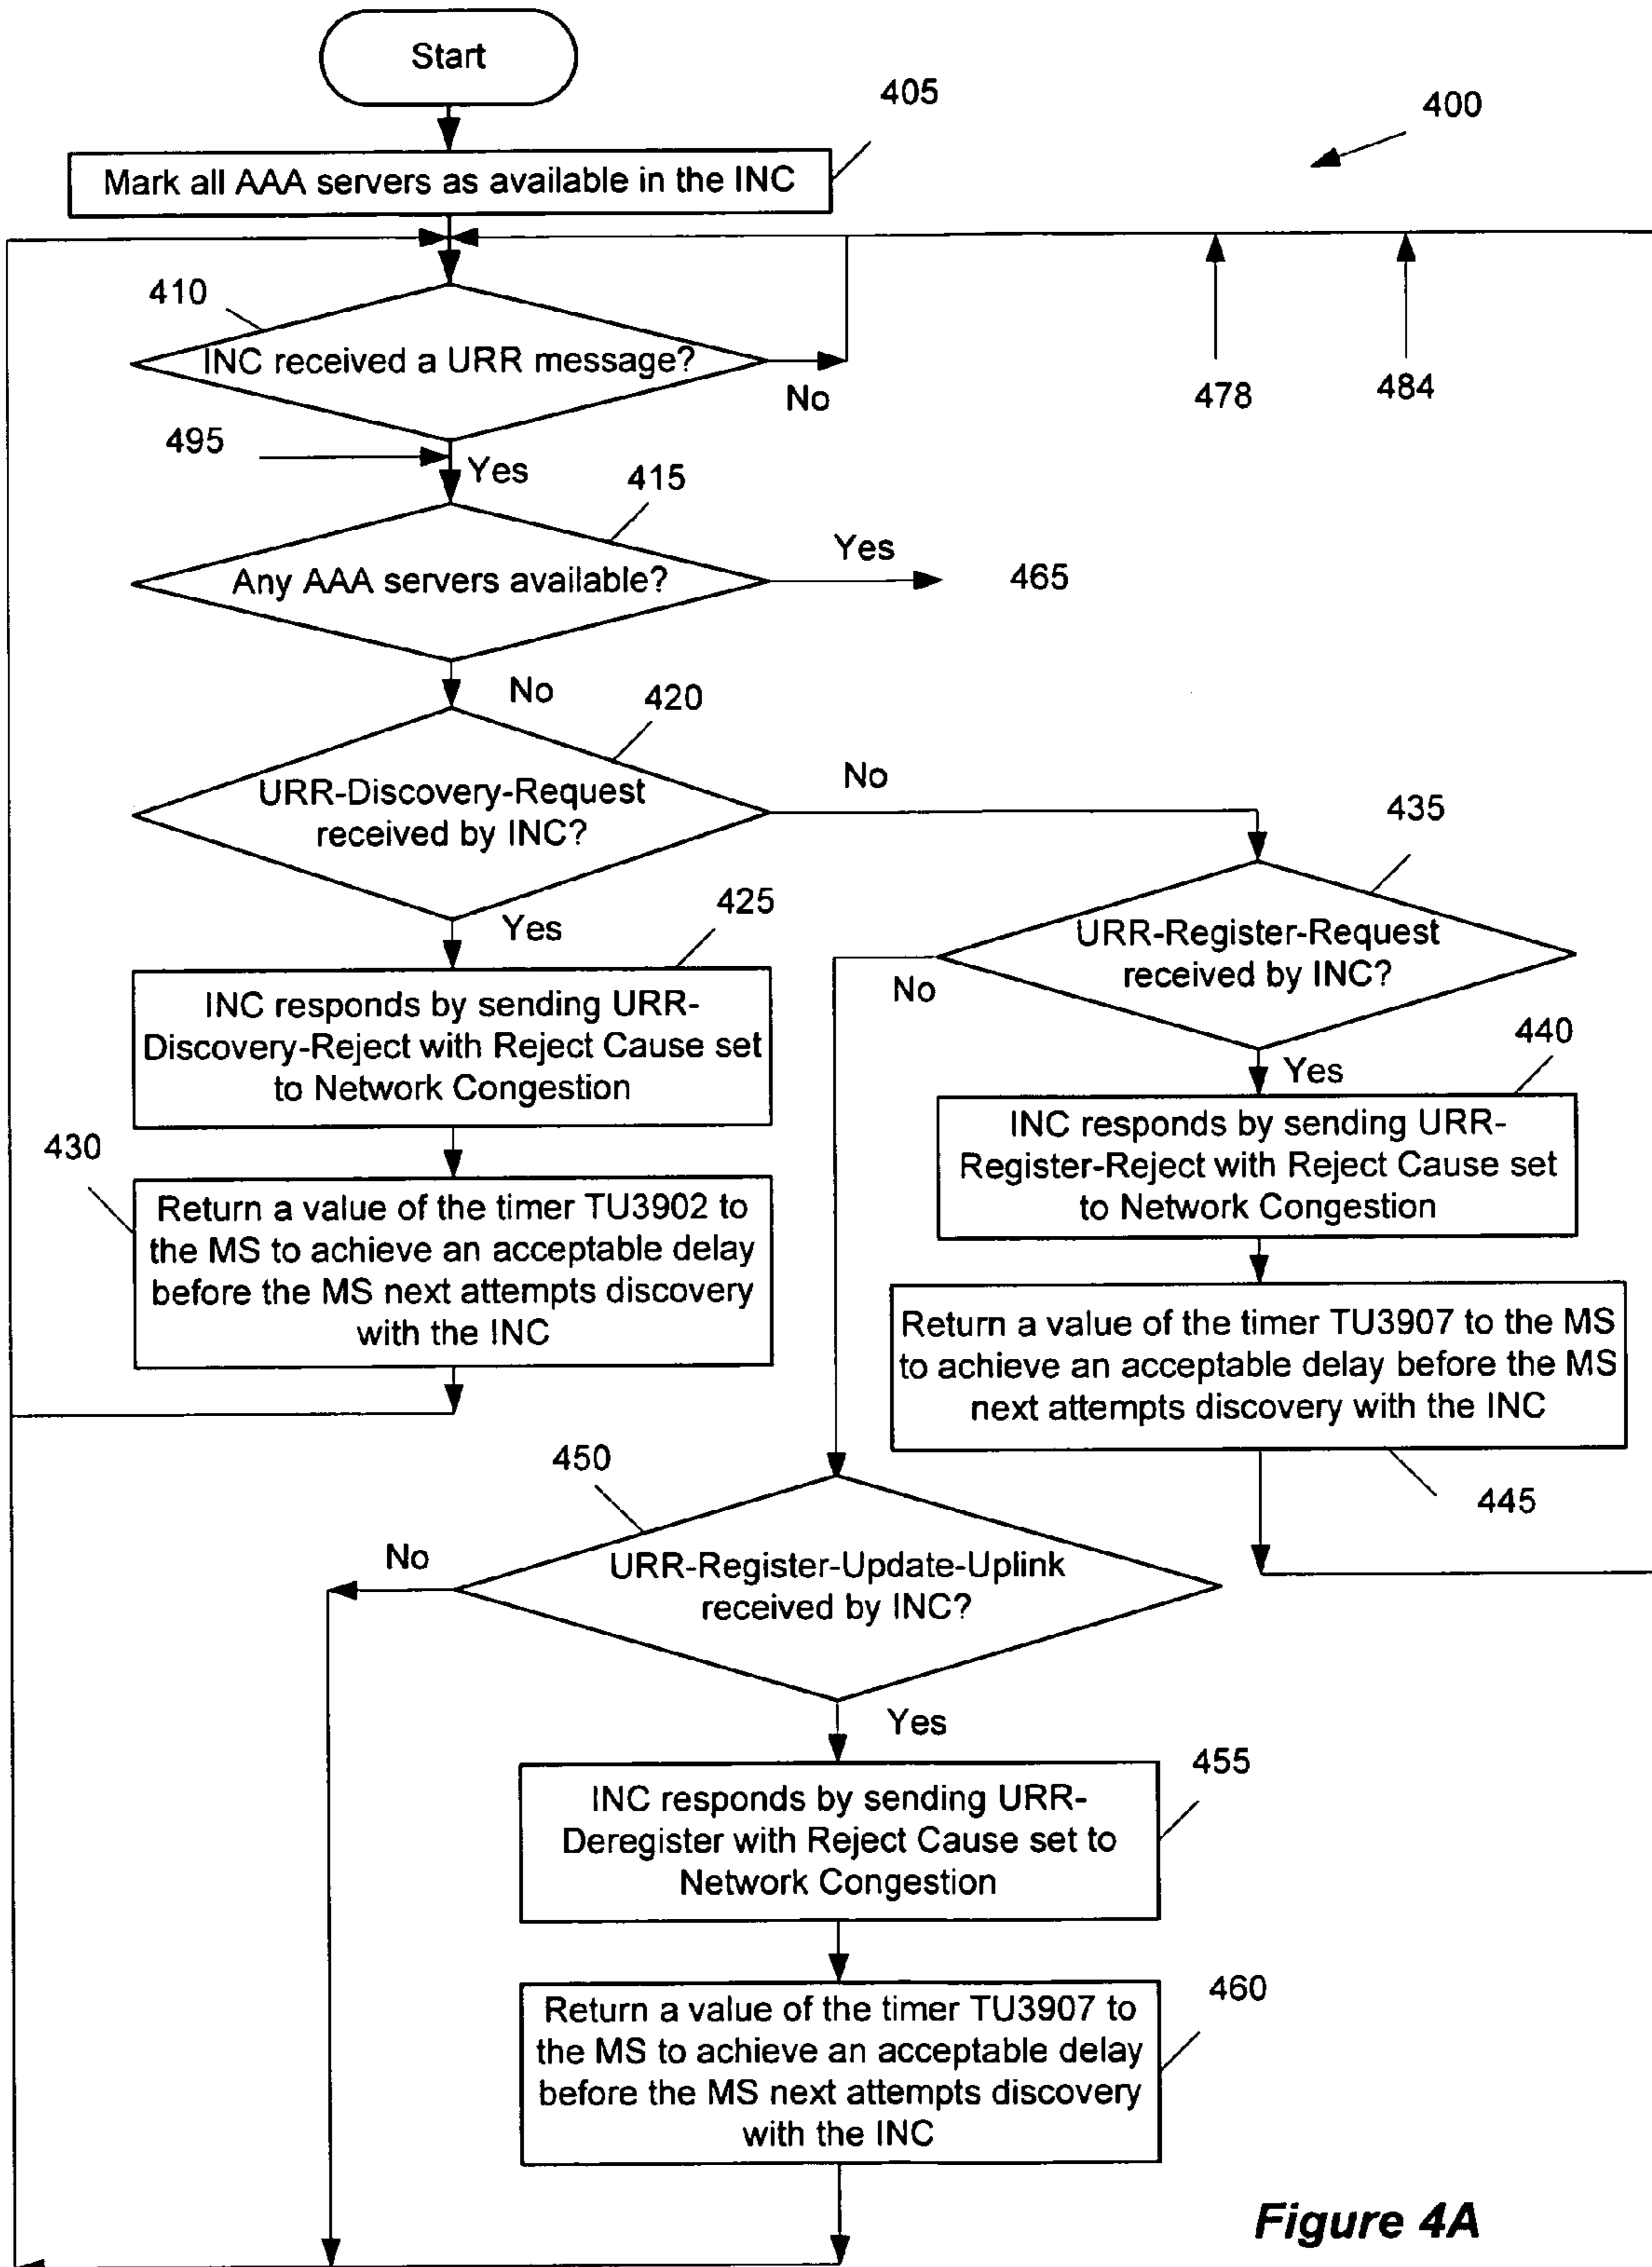 Start
405
400
Mark all AAA servers as available in the INC
410
INC received a URR message?
No
478
484
495
Yes
415
Any AAA servers available?
Yes
465
No
420
URR-Discovery-Request
received by INC?
No
435
URR-Register-Request
received by INC?
No
Yes
425
INC responds by sending URR-
Discovery-Reject with Reject Cause set
to Network Congestion
440
Yes
INC responds by sending URR-
Register-Reject with Reject Cause set
to Network Congestion
430
Return a value of the timer TU3902 to
the MS to achieve an acceptable delay
before the MS next attempts discovery
with the INC
Return a value of the timer TU3907 to the MS
to achieve an acceptable delay before the MS
next attempts discovery with the INC
445
450
URR-Register-Update-Uplink
received by INC?
No
Yes
455
INC responds by sending URR-
Deregister with Reject Cause set to
Network Congestion
460
Return a value of the timer TU3907 to
the MS to achieve an acceptable delay
before the MS next attempts discovery
with the INC
Figure 4A